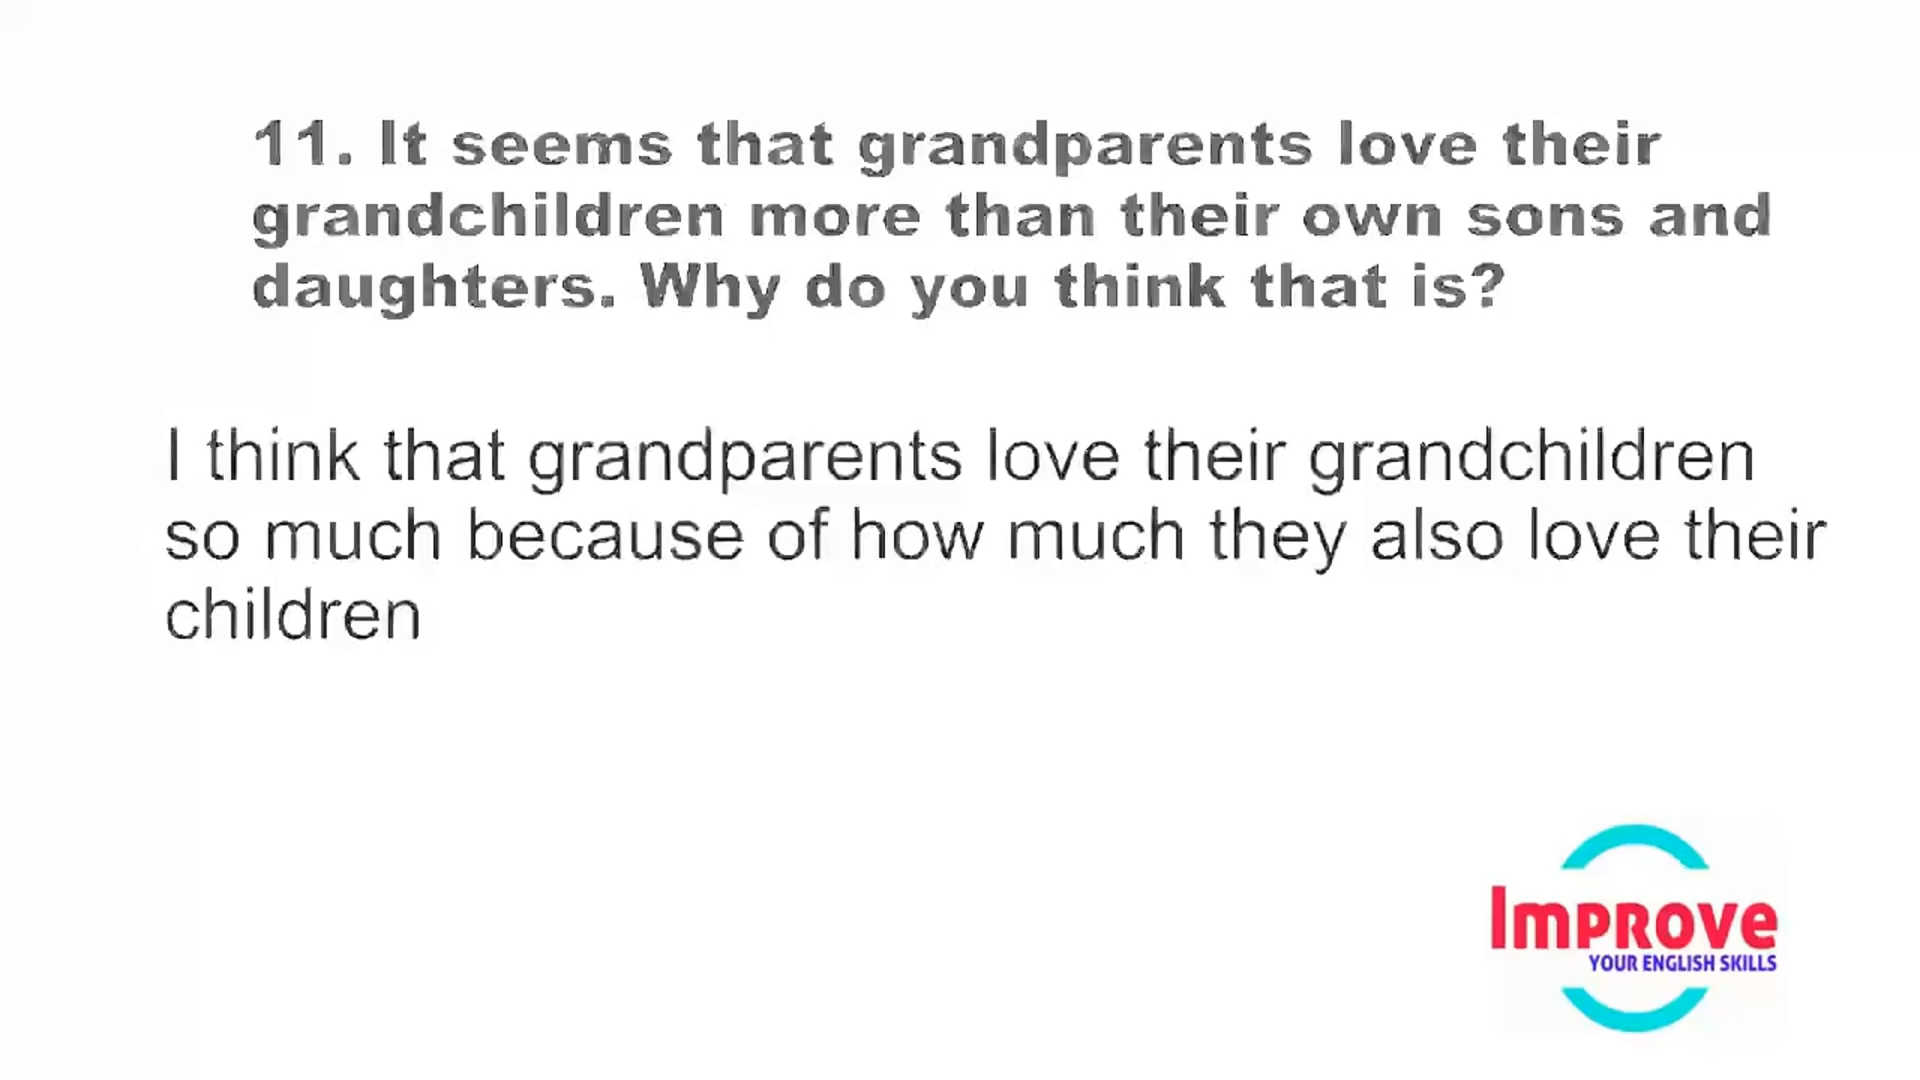 11. It seems that grandparents love their
grandchildren more than their own sons and
daughters. Why do you think that is?
I think that grandparents love their grandchildren
so much because of how much they also love their
children
Improve
YOUR ENGLISH SKILLS